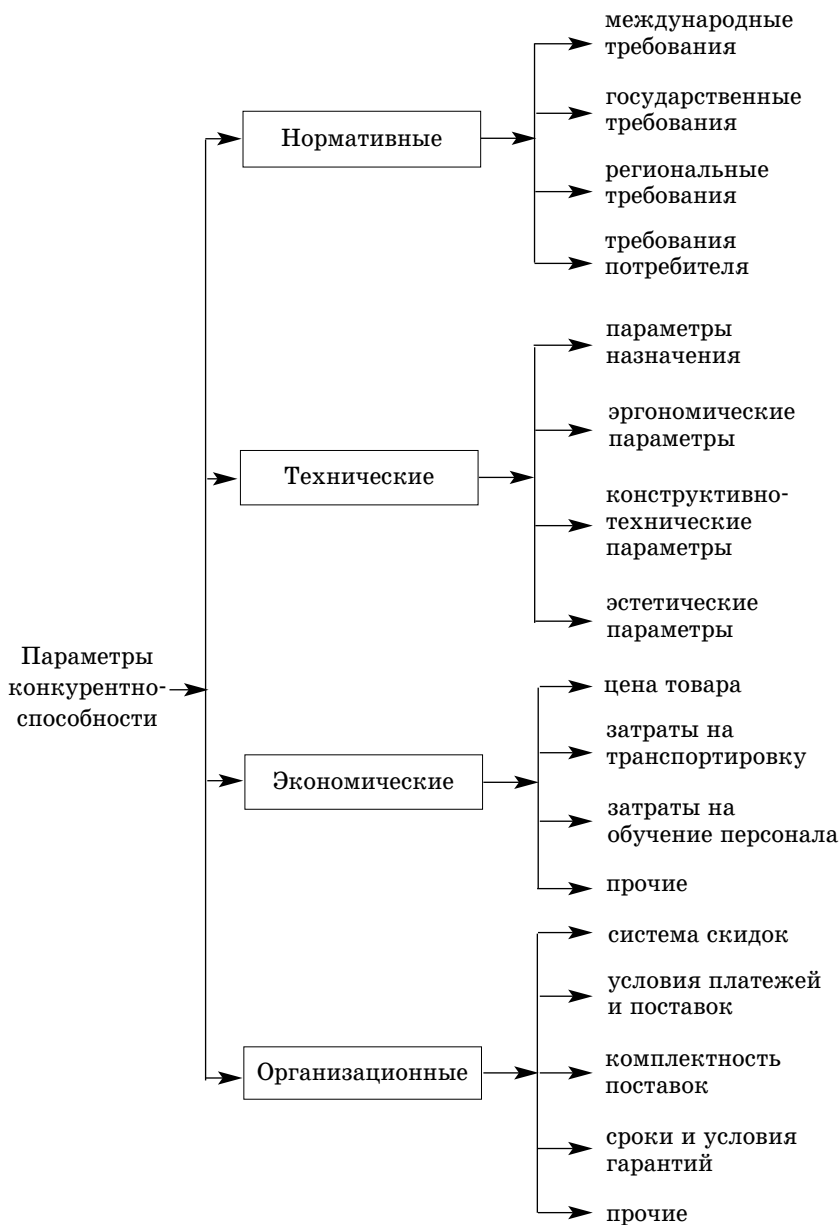 Параметры
конкурентно-
способности
Нормативные
международные
требования
государственные
требования
региональные
требования
требования
потребителя
Технические
параметры
назначения
эргономические
параметры
конструктивно-
технические
параметры
эстетические
параметры
Экономические
цена товара
затраты на
транспортировку
затраты на
обучение персонала
прочие
Организационные
система скидок
условия платежей
и поставок
комплектность
поставок
сроки и условия
гарантий
прочие